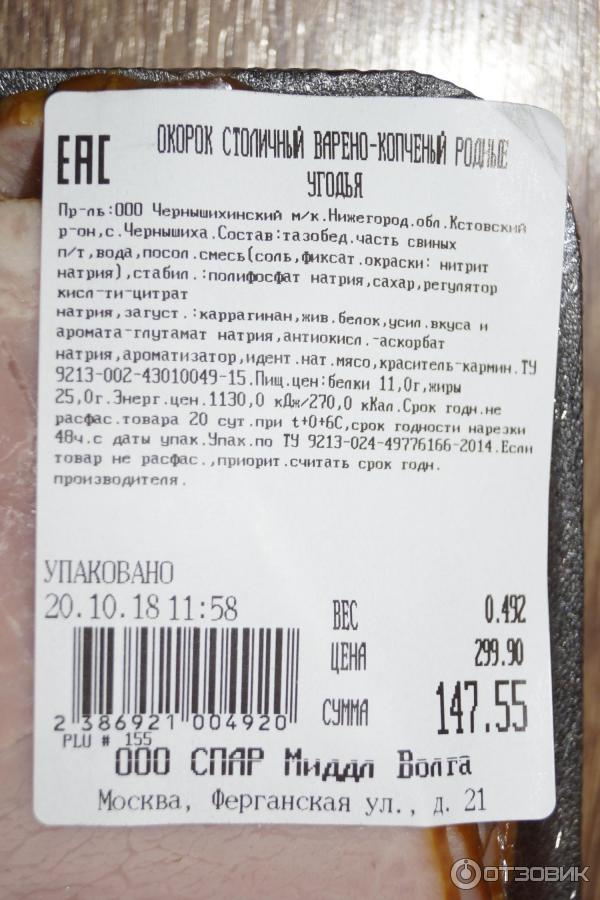 EAC
ОКОРОК СТОЛИЧНЫЙ ВАРЕНО-КОПЧЕНЫЙ РОДНЫЕ
УГОДЬЯ
Пр-ль:ООО Чернышихинский м/к.Нижегород.обл.Кстовский
р-он,с.Чернышиха.Состав:тазобед.часть свиных
п/т,вода,посол.смесь(соль,фиксат.окраски: нитрит
натрия),стабил.:полифосфат натрия,сахар,регулятор
кисл-ти-цитрат
натрия,загуст.:каррагинан,жив.белок,усил.вкуса и
аромата-глутамат натрия,антиокисл.-аскорбат
натрия,ароматизатор,идент.нат.мясо,краситель-кармин.ТУ
9213-002-43010049-15.Пищ.цен:белки 11,0г,жиры
25,0г.Энерг.цен.1130,0 кДж/270,0 кКал.Срок годн.не
расфас.товара 20 сут.при t+0+6C,срок годности нарезки
48ч.с даты упак.Упак.по ТУ 9213-024-49776166-2014.Если
товар не расфас.,приорит.считать срок годн.
производителя.
УПАКОВАНО
20.10.18 11:58
ВЕС 0.492
ЦЕНА 299.90
СУММА 147.55
2 386921 004920
PLU # 155
ООО СПАР Миддл Волга
Москва, Ферганская ул., д. 21
ОТЗОВИК